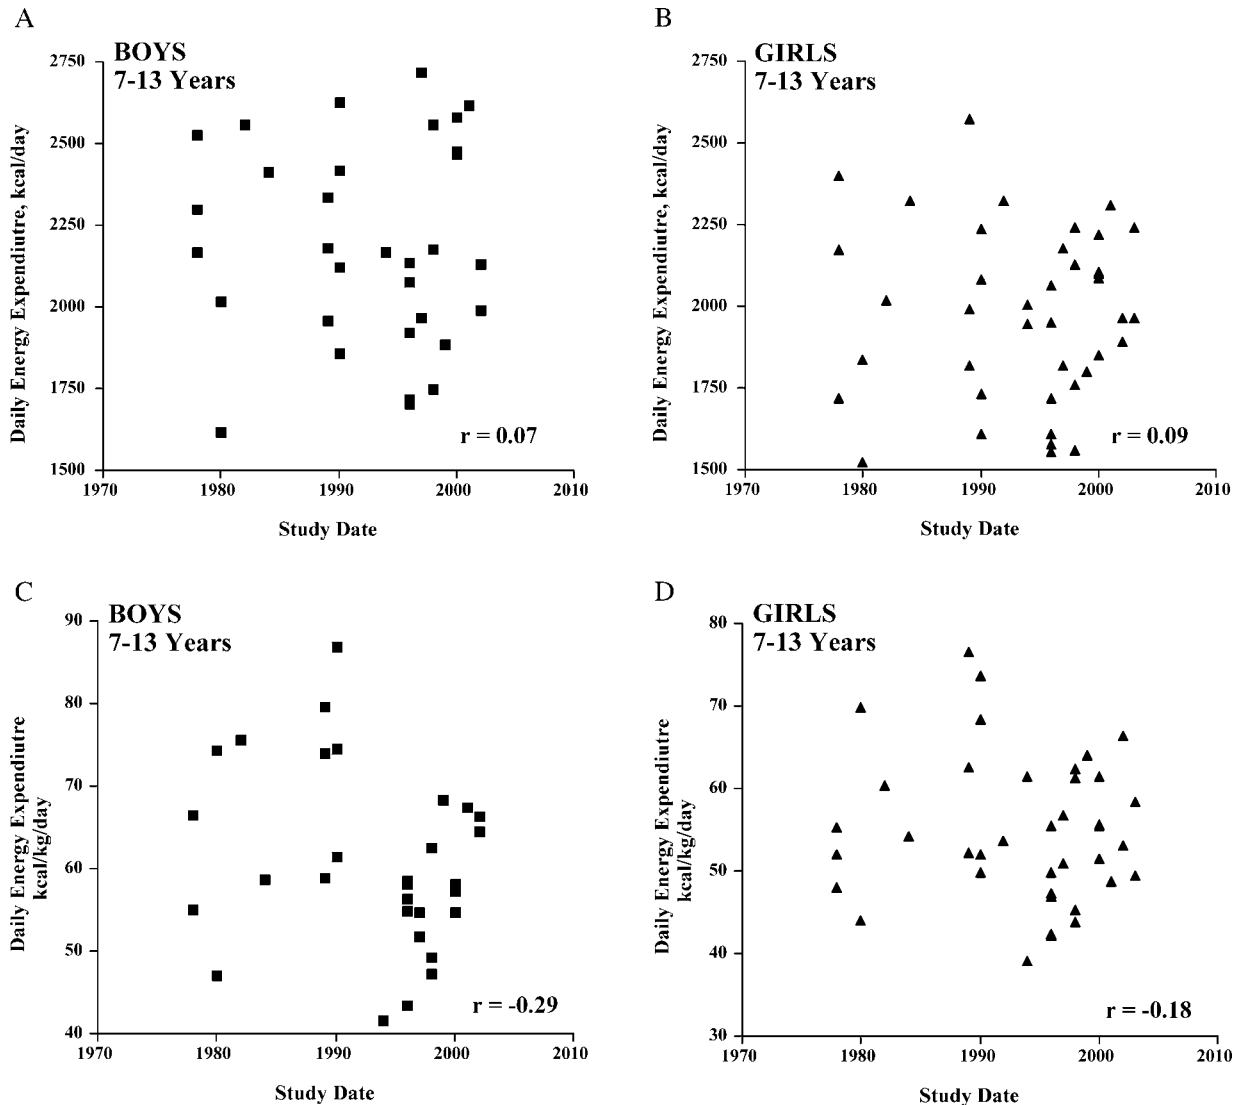 A
BOYS
7-13 Years
2750
2500
2250
2000
1750
1500
Daily Energy Expendiutre, kcal/day
r = 0.07
1970
1980
1990
2000
2010
Study Date
B
GIRLS
7-13 Years
2750
2500
2250
2000
1750
1500
Daily Energy Expendiutre, kcal/day
r = 0.09
1970
1980
1990
2000
2010
Study Date
C
BOYS
7-13 Years
90
80
70
60
50
40
Daily Energy Expendiutre
kcal/kg/day
r = -0.29
1970
1980
1990
2000
2010
Study Date
D
GIRLS
7-13 Years
80
70
60
50
40
30
Daily Energy Expendiutre
kcal/kg/day
r = -0.18
1970
1980
1990
2000
2010
Study Date